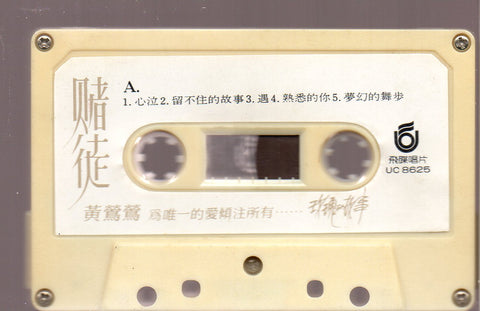 賭徒
A.
1.心泣2.留不住的故事3.遇4.熟悉的你5.夢幻的舞步
飛碟唱片
UC 8625
黃鶯鶯 為唯一的愛傾注所有……